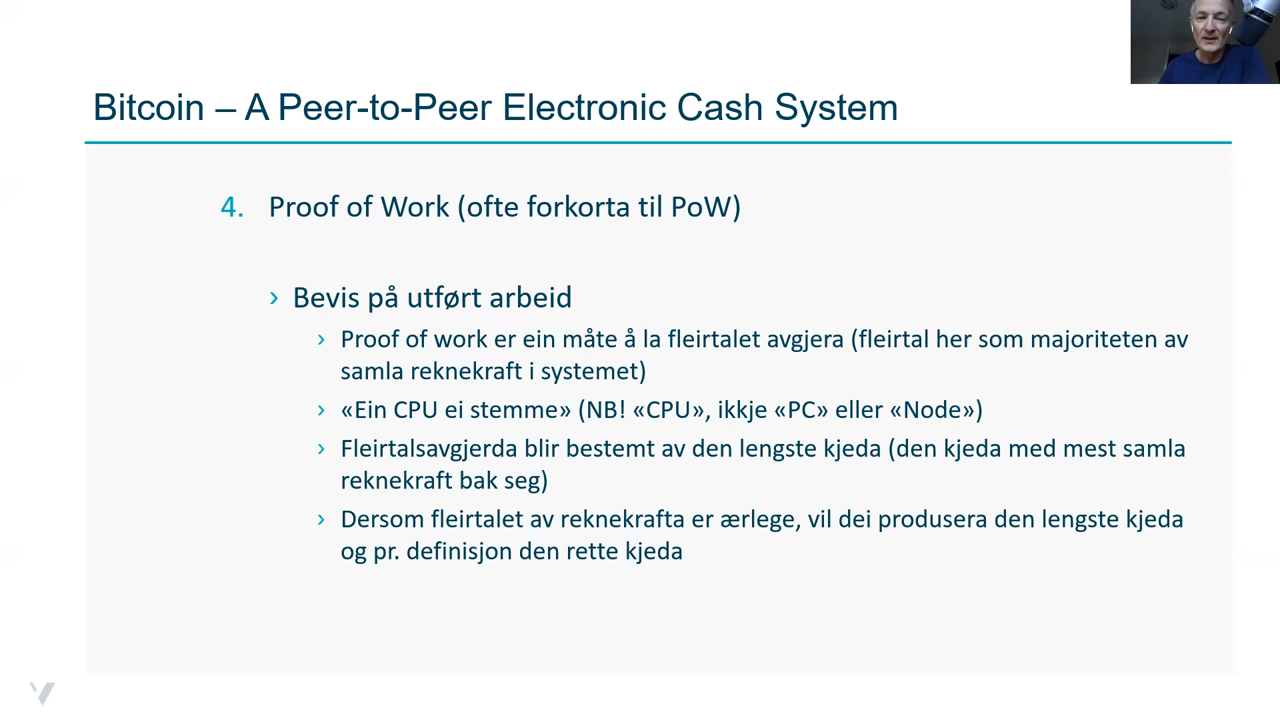 Bitcoin – A Peer-to-Peer Electronic Cash System
4. Proof of Work (ofte forkorta til PoW)
› Bevis på utført arbeid
› Proof of work er ein måte å la fleirtalet avgjera (fleirtal her som majoriteten av
samla reknekraft i systemet)
› «Ein CPU ei stemme» (NB! «CPU», ikkje «PC» eller «Node»)
› Fleirtalsavgjerda blir bestemt av den lengste kjeda (den kjeda med mest samla
reknekraft bak seg)
› Dersom fleirtalet av reknekrafta er ærlege, vil dei produsera den lengste kjeda
og pr. definisjon den rette kjeda